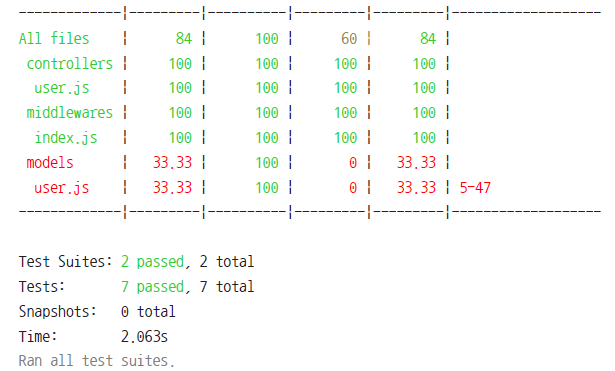 -------------|---------|----------|---------|---------|-------------------
All files    |      84 |      100 |      60 |      84 |
 controllers |     100 |      100 |     100 |     100 |
  user.js    |     100 |      100 |     100 |     100 |
 middlewares |     100 |      100 |     100 |     100 |
  index.js   |     100 |      100 |     100 |     100 |
 models      |   33.33 |      100 |       0 |   33.33 |
  user.js    |   33.33 |      100 |       0 |   33.33 | 5-47
-------------|---------|----------|---------|---------|-------------------
Test Suites: 2 passed, 2 total
Tests:       7 passed, 7 total
Snapshots:   0 total
Time:        2.063s
Ran all test suites.